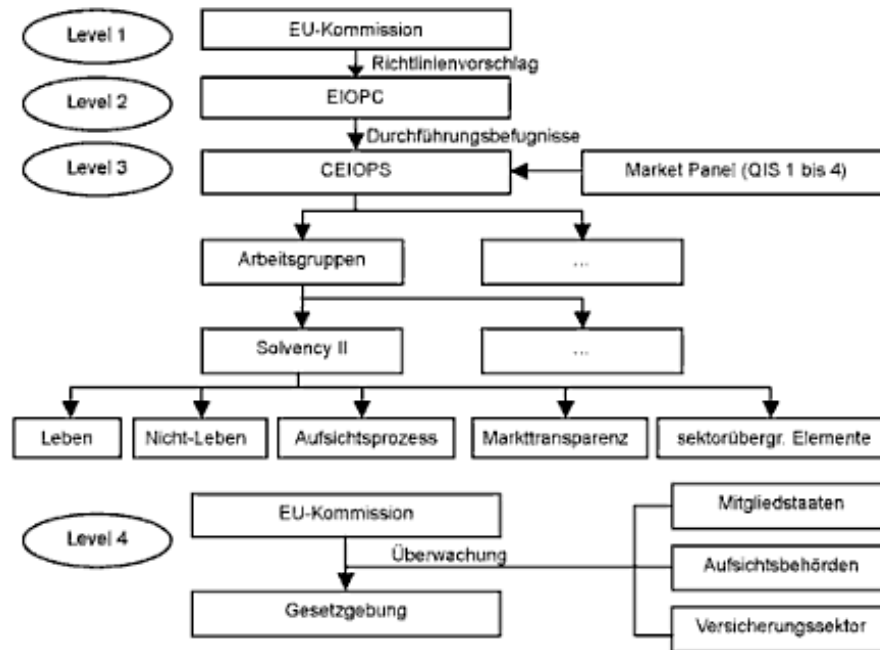 Level 1
EU-Kommission
Richtlinienvorschlag
Level 2
EIOPC
Durchführungsbefugnisse
Level 3
CEIOPS
Market Panel (QIS 1 bis 4)
Arbeitsgruppen
...
Solvency II
...
Leben
Nicht-Leben
Aufsichtsprozess
Markttransparenz
sektorübergr. Elemente
Level 4
EU-Kommission
Mitgliedstaaten
Überwachung
Aufsichtsbehörden
Gesetzgebung
Versicherungssektor